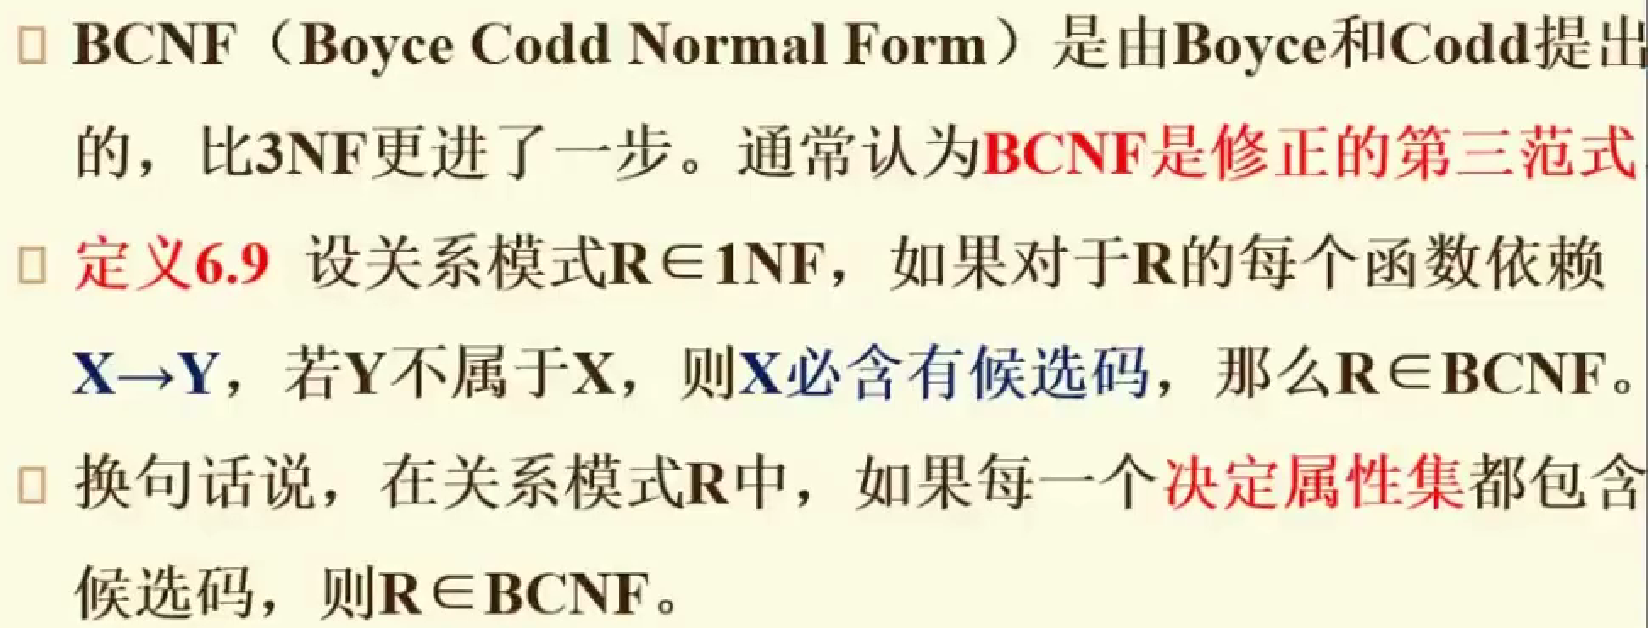 BCNF（Boyce Codd Normal Form）是由Boyce和Codd提出
的，比3NF更进了一步。通常认为BCNF是修正的第三范式
定义6.9 设关系模式R∈1NF，如果对于R的每个函数依赖
X→Y，若Y不属于X，则X必含有候选码，那么R∈BCNF。
换句话说，在关系模式R中，如果每一个决定属性集都包含
候选码，则R∈BCNF。